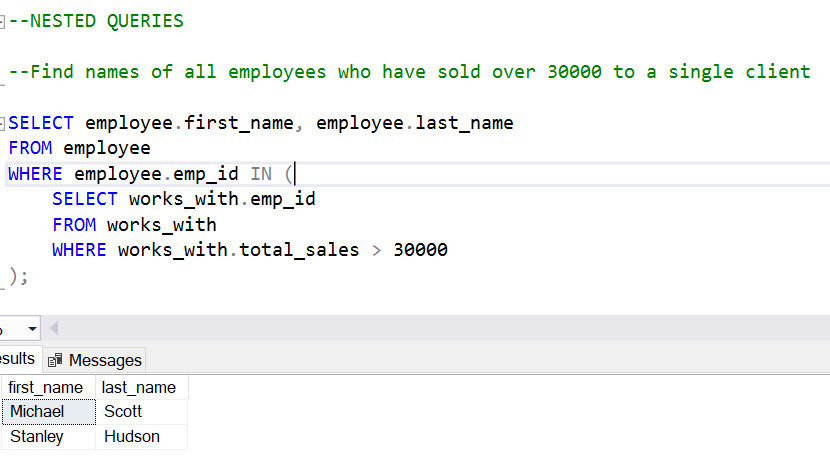 --NESTED QUERIES
--Find names of all employees who have sold over 30000 to a single client
SELECT employee.first_name, employee.last_name
FROM employee
WHERE employee.emp_id IN (
SELECT works_with.emp_id
FROM works_with
WHERE works_with.total_sales > 30000
);
Messages
first_name last_name
Michael Scott
Stanley Hudson